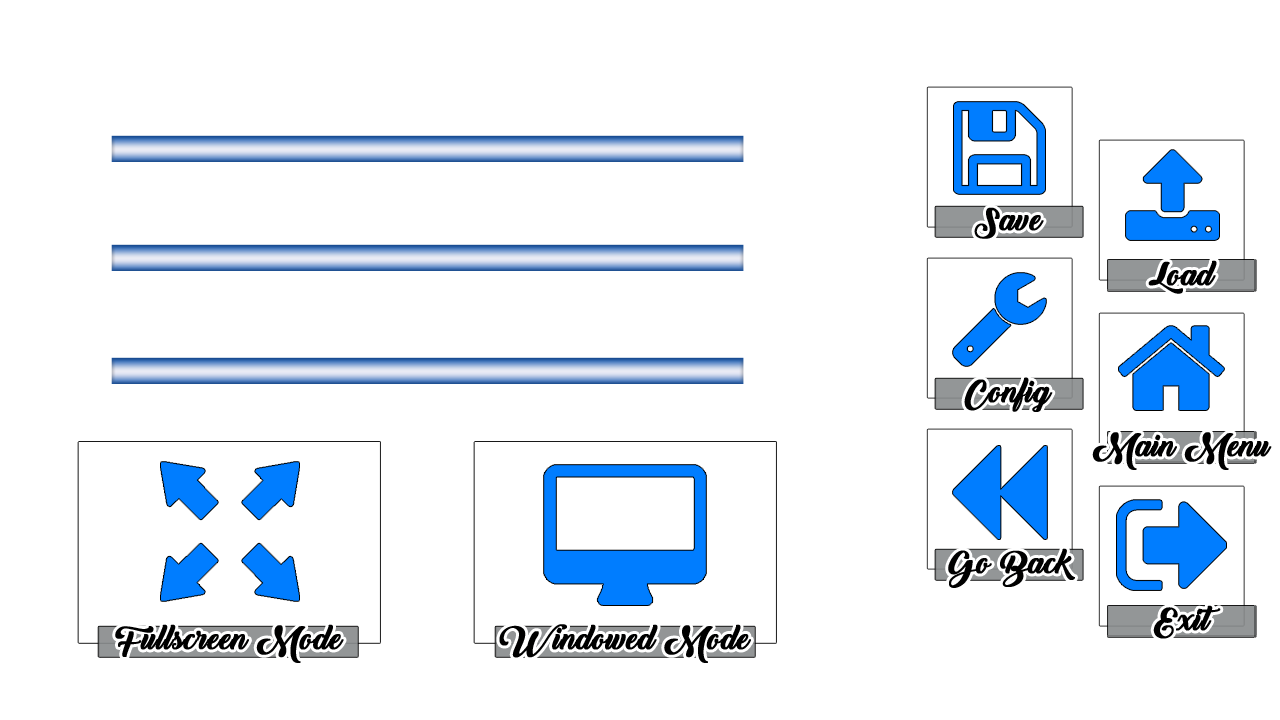 Save
Load
Config
Main Menu
Go Back
Exit
Fullscreen Mode
Windowed Mode